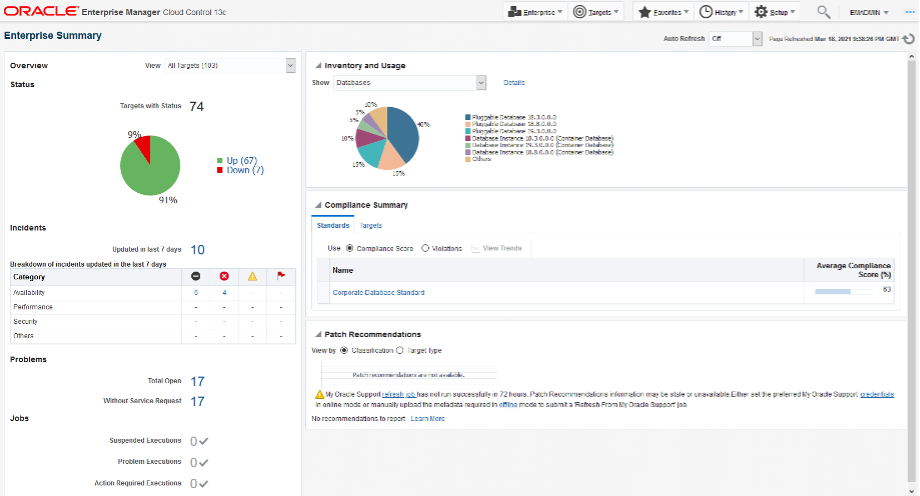 ORACLE Enterprise Manager Cloud Control 13c
Enterprise Targets Favorites History Setup EMADMIN
Enterprise Summary
Auto Refresh Off Page Refreshed Mar 18, 2021 5:38:26 PM GMT
Overview View All Targets (103)
Status
Targets with Status 74
9%
91%
Up (67)
Down (7)
Incidents
Updated in last 7 days 10
Breakdown of incidents updated in the last 7 days
Category
Availability 6 4 - -
Performance - - - -
Security - - - -
Others - - - -
Problems
Total Open 17
Without Service Request 17
Jobs
Suspended Executions 0
Problem Executions 0
Action Required Executions 0
Inventory and Usage
Show Databases Details
10%
5%
5%
10%
15%
15%
40%
Pluggable Database 18.3.0.0.0
Pluggable Database 18.8.0.0.0
Pluggable Database 19.3.0.0.0
Database Instance 18.3.0.0.0 (Container Database)
Database Instance 19.3.0.0.0 (Container Database)
Database Instance 18.8.0.0.0 (Container Database)
Others
Compliance Summary
Standards Targets
Use Compliance Score Violations View Trends
Name Average Compliance
Score (%)
Corporate Database Standard 63
Patch Recommendations
View by Classification Target Type
Patch recommendations are not available.
My Oracle Support refresh job has not run successfully in 72 hours. Patch Recommendations information may be stale or unavailable.Either set the preferred My Oracle Support credentials
in online mode or manually upload the metadata required in offline mode to submit a 'Refresh From My Oracle Support' job
No recommendations to report Learn More